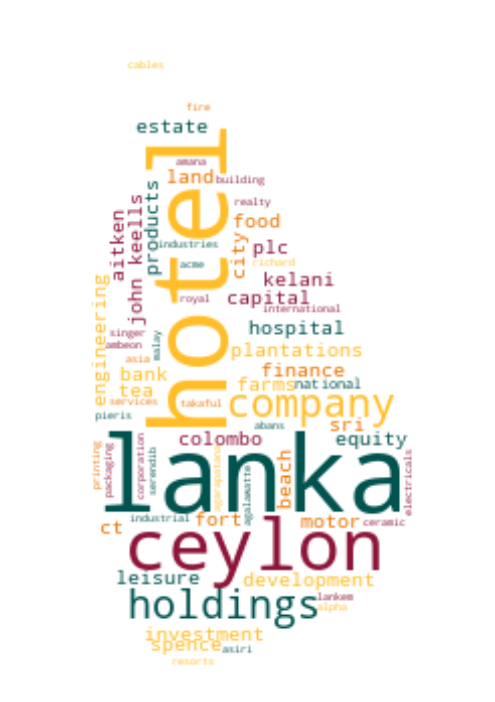 cables
fire
estate
hotel
amana
land
building
products
john keells
aitken
realty
food
city
industries
plc
acme
richard
kelani
royal
capital
international
engineering
singer
hospital
ambeon
malay
plantations
asia
bank
finance
farms
national
tea
services
takaful
company
pieris
abans
sri
lanka
colombo
equity
printing
packaging
corporation
serendib
agarapatana
agalawatte
beach
electricals
industrial
fort
motor
ceramic
ct
ceylon
leisure
development
holdings
lankem
alpha
investment
spence
asiri
resorts